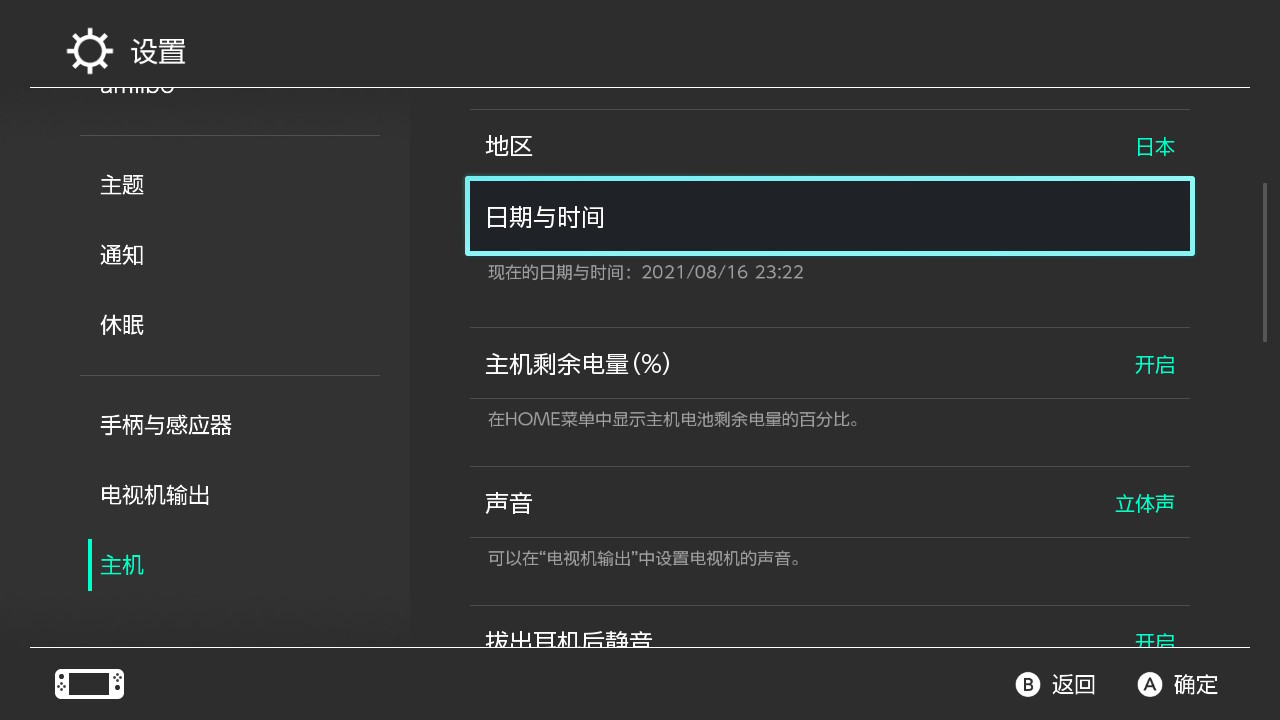 设置
amiibo
主题
通知
休眠
手柄与感应器
电视机输出
主机
地区 日本
日期与时间
现在的日期与时间：2021/08/16 23:22
主机剩余电量(%) 开启
在HOME菜单中显示主机电池剩余电量的百分比。
声音 立体声
可以在“电视机输出”中设置电视机的声音。
拔出耳机后静音 开启
B 返回 A 确定